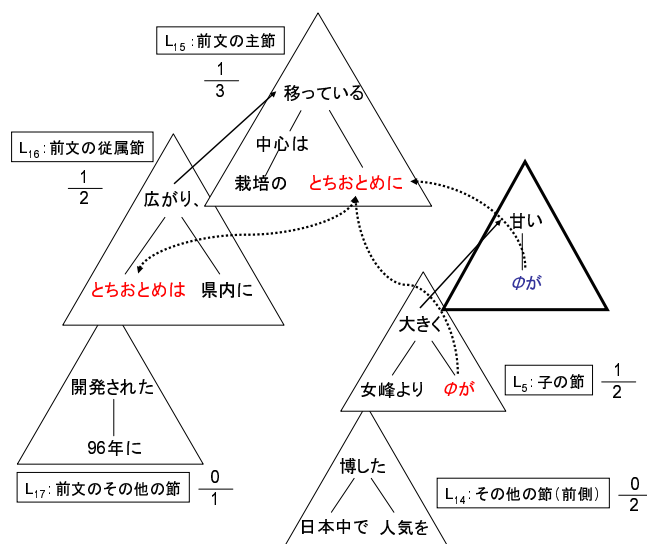 L15:前文の主節
1
3
移っている
中心は
栽培の とちおとめに
L16:前文の従属節
1
2
広がり、
とちおとめは 県内に
甘い
Φが
大きく
女峰より Φが
L5:子の節
1
2
開発された
96年に
L17:前文のその他の節
0
1
博した
日本中で 人気を
L14:その他の節(前側)
0
2